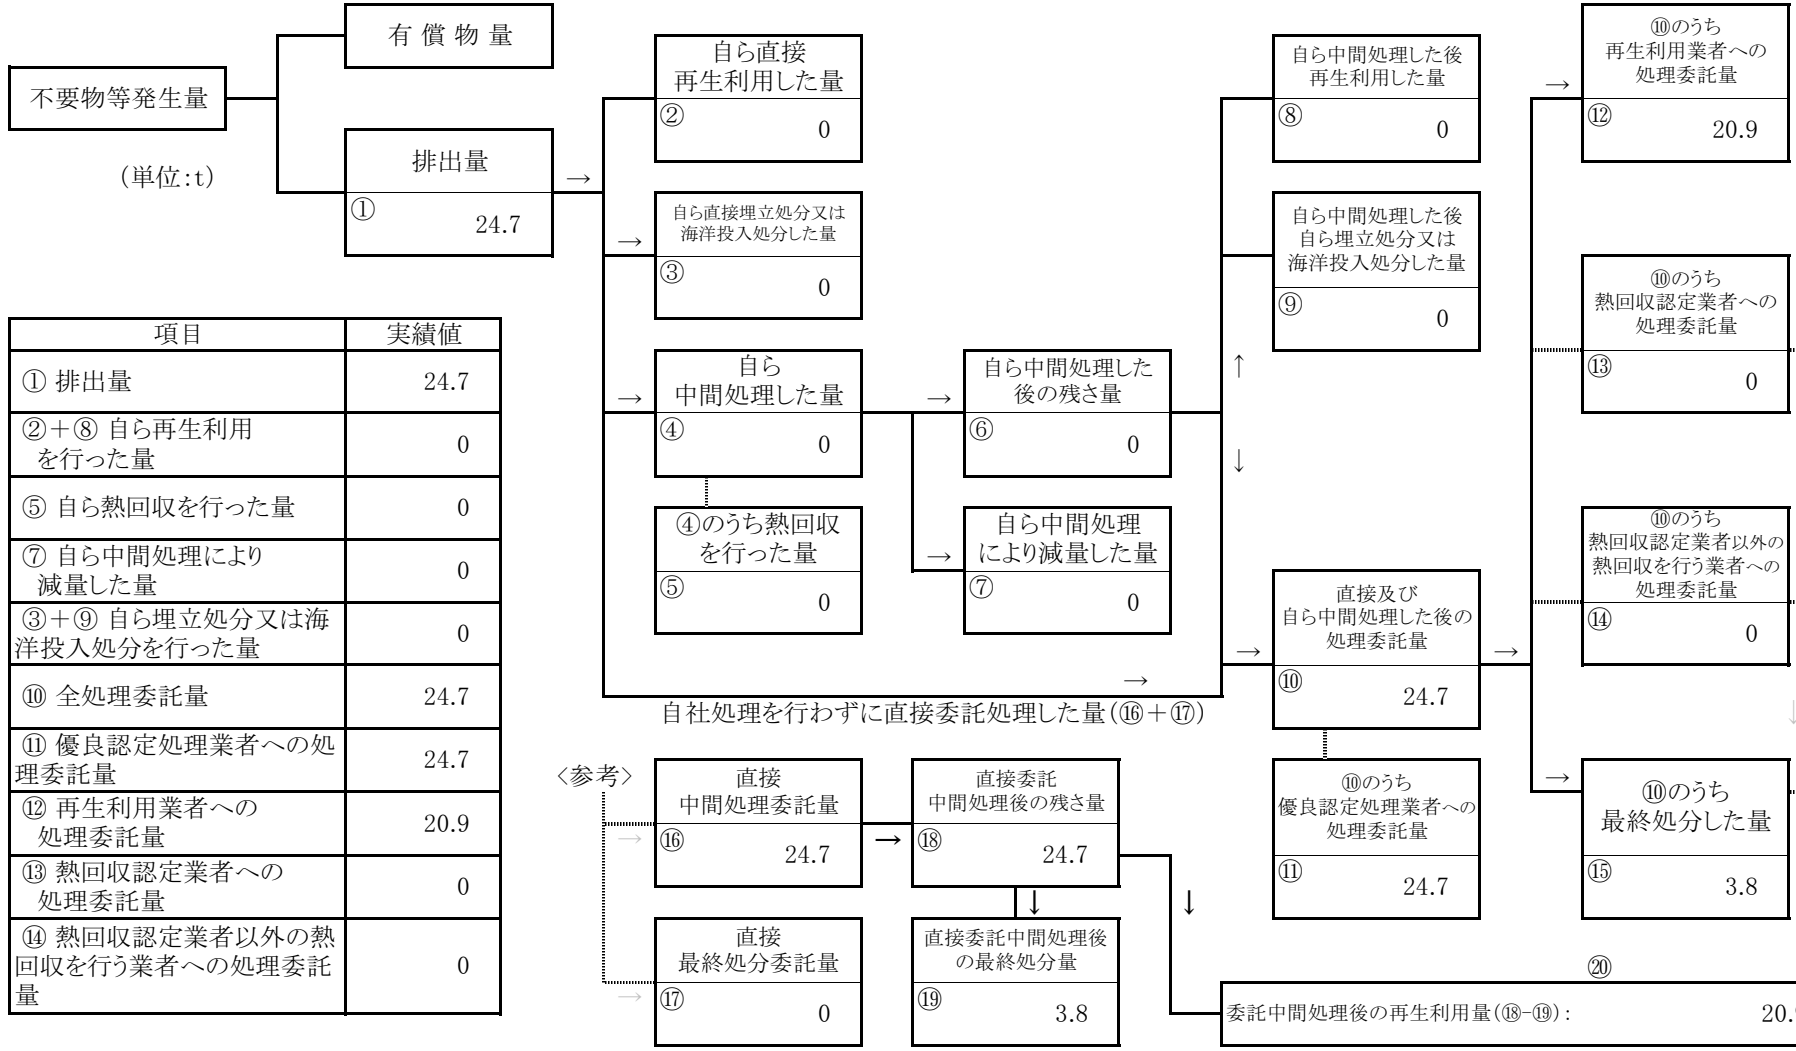 有償物量
不要物等発生量
(単位:t)
排出量
①
24.7
→
自ら直接
再生利用した量
②
0
→
自ら直接埋立処分又は
海洋投入処分した量
③
0
→
自ら
中間処理した量
④
0
④のうち熱回収
を行った量
⑤
0
→
自ら中間処理した
後の残さ量
⑥
0
→
自ら中間処理
により減量した量
⑦
0
自ら中間処理した後
再生利用した量
⑧
0
自ら中間処理した後
自ら埋立処分又は
海洋投入処分した量
⑨
0
↑
↓
→
自社処理を行わずに直接委託処理した量(⑯+⑰)
→
直接及び
自ら中間処理した後の
処理委託量
⑩
24.7
⑩のうち
優良認定処理業者への
処理委託量
⑪
24.7
→
→
⑩のうち
再生利用業者への
処理委託量
⑫
20.9
⑩のうち
熱回収認定業者への
処理委託量
⑬
0
⑩のうち
熱回収認定業者以外の
熱回収を行う業者への
処理委託量
⑭
0
↓
→
⑩のうち
最終処分した量
⑮
3.8
項目 実績値
① 排出量 24.7
②+⑧ 自ら再生利用
を行った量 0
⑤ 自ら熱回収を行った量 0
⑦ 自ら中間処理により
減量した量 0
③+⑨ 自ら埋立処分又は海
洋投入処分を行った量 0
⑩ 全処理委託量 24.7
⑪ 優良認定処理業者への処
理委託量 24.7
⑫ 再生利用業者への
処理委託量 20.9
⑬ 熱回収認定業者への
処理委託量 0
⑭ 熱回収認定業者以外の熱
回収を行う業者への処理委託
量 0
<参考>
→
直接
中間処理委託量
⑯
24.7
→
直接委託
中間処理後の残さ量
⑱
24.7
↓
↓
→
直接
最終処分委託量
⑰
0
直接委託中間処理後
の最終処分量
⑲
3.8
⑳
委託中間処理後の再生利用量(⑱-⑲):